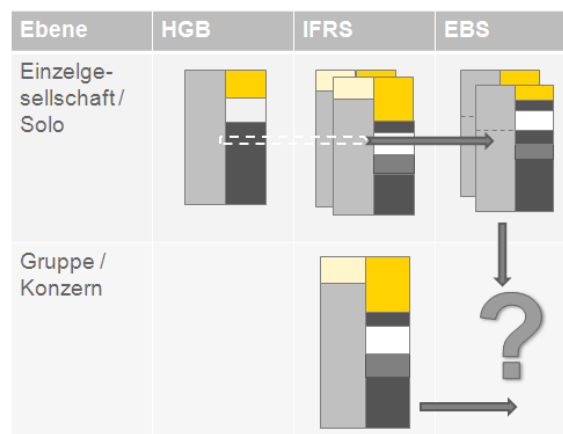 Ebene HGB IFRS EBS
Einzelge-
sellschaft /
Solo
Gruppe /
Konzern
?